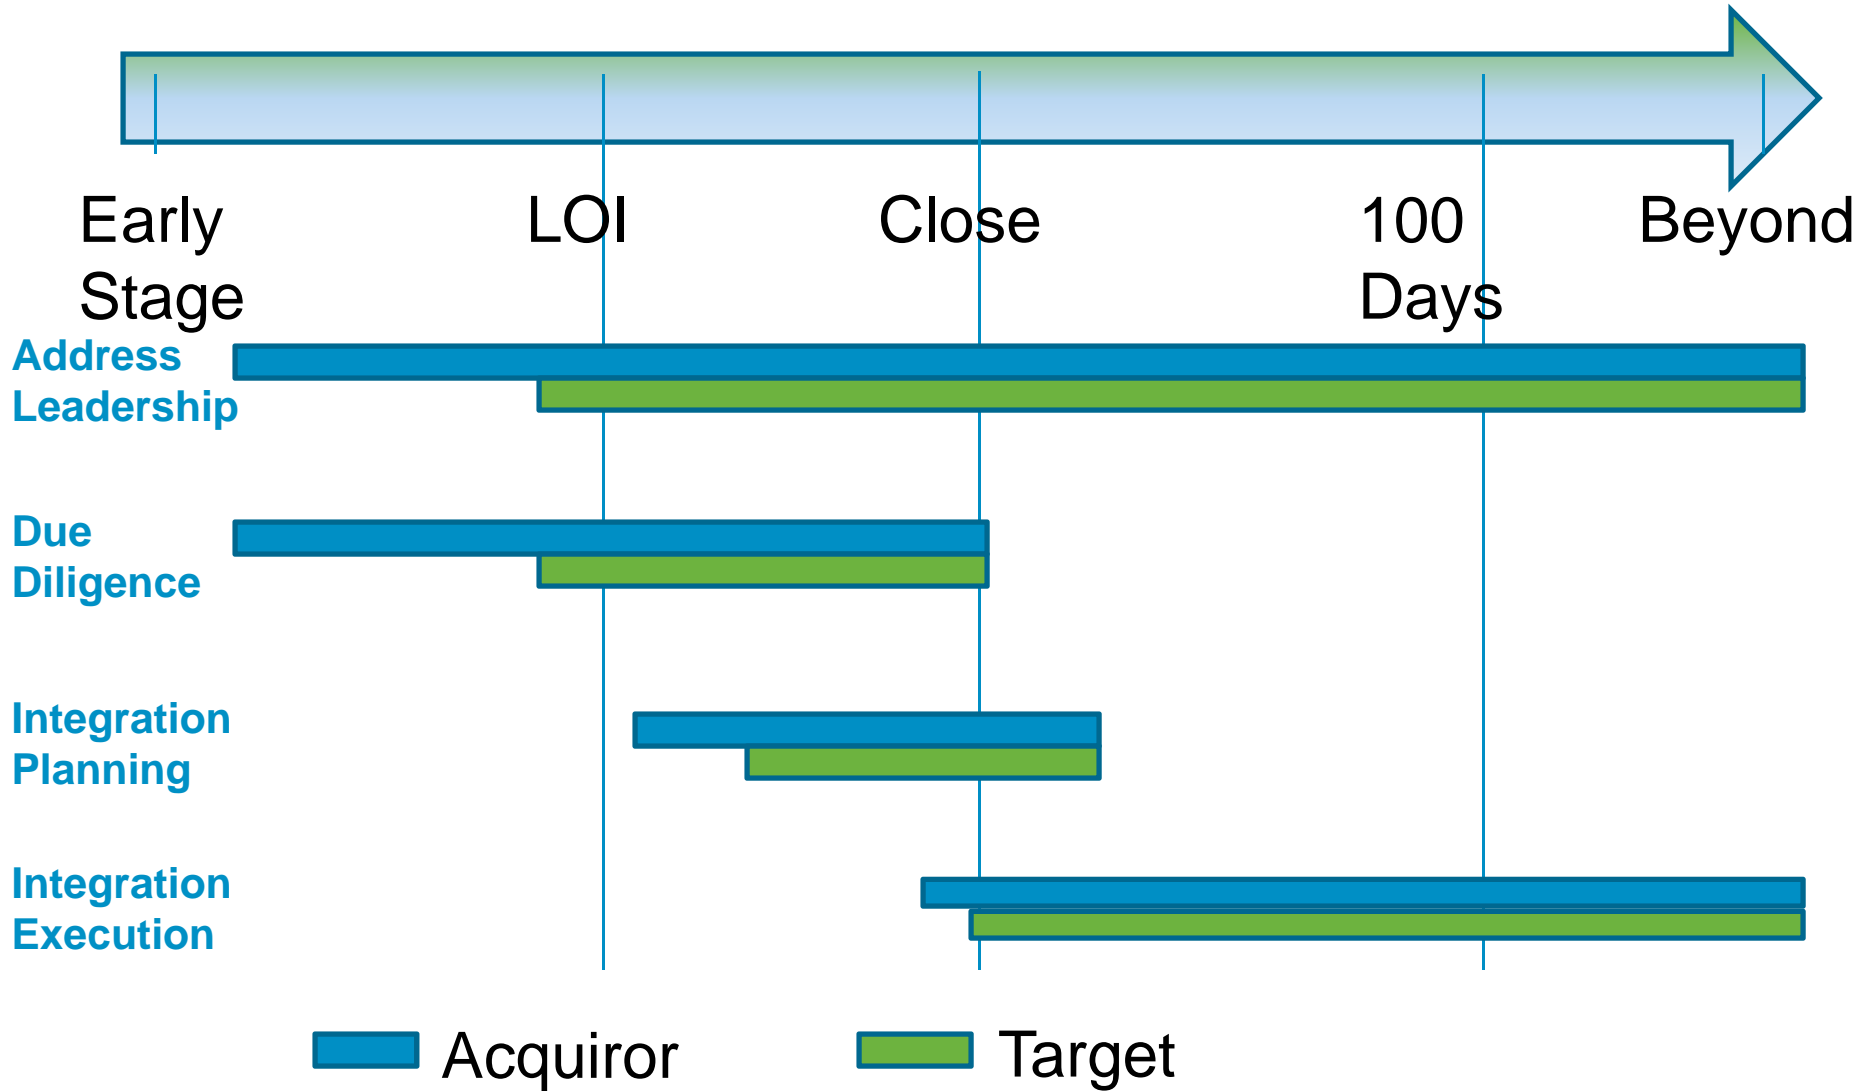 Early
Stage
LOI
Close
100
Days
Beyond
Address
Leadership
Due
Diligence
Integration
Planning
Integration
Execution
Acquiror
Target